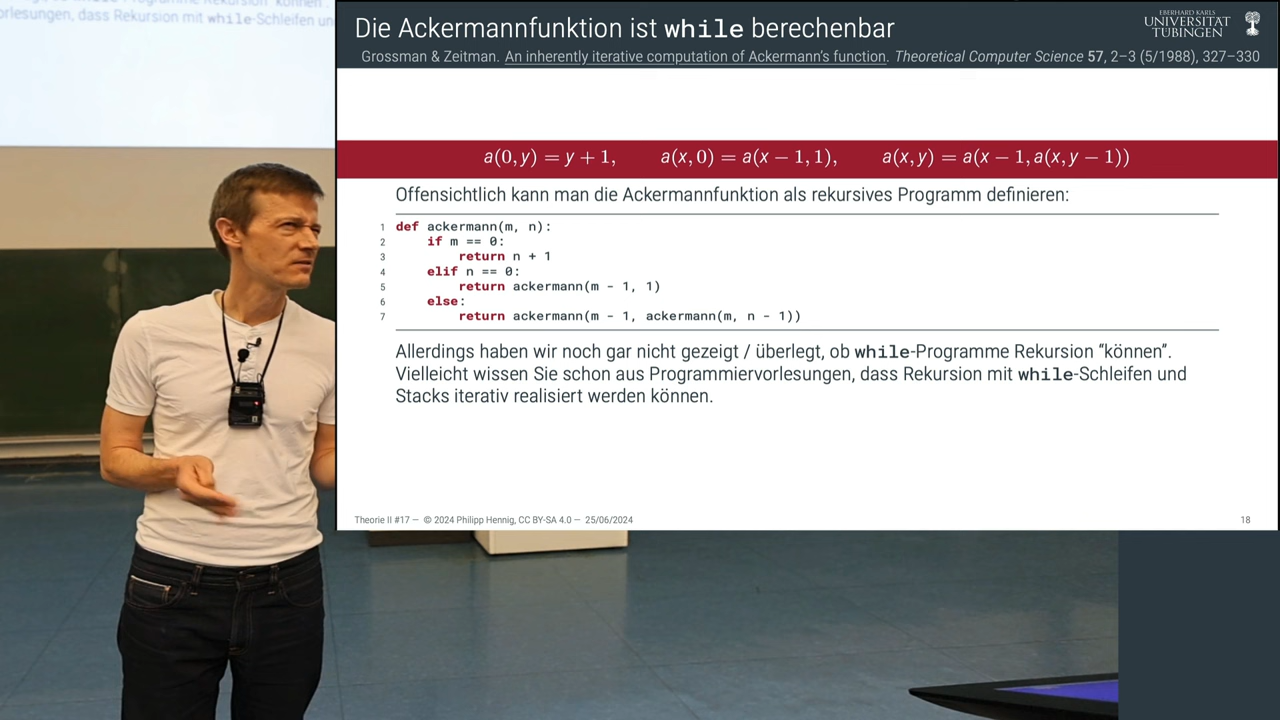 können
orlesungen, dass Rekursion mit while-Schleifen un
Die Ackermannfunktion ist while berechenbar
EBERHARD KARLS
UNIVERSITÄT
TÜBINGEN
Grossman & Zeitman. An inherently iterative computation of Ackermann's function. Theoretical Computer Science 57, 2–3 (5/1988), 327–330
a(0, y) = y + 1, a(x, 0) = a(x − 1, 1), a(x, y) = a(x − 1, a(x, y − 1))
Offensichtlich kann man die Ackermannfunktion als rekursives Programm definieren:
1 def ackermann(m, n):
2 if m == 0:
3 return n + 1
4 elif n == 0:
5 return ackermann(m - 1, 1)
6 else:
7 return ackermann(m - 1, ackermann(m, n - 1))
Allerdings haben wir noch gar nicht gezeigt / überlegt, ob while-Programme Rekursion "können".
Vielleicht wissen Sie schon aus Programmiervorlesungen, dass Rekursion mit while-Schleifen und
Stacks iterativ realisiert werden können.
Theorie II #17 — © 2024 Philipp Hennig, CC BY-SA 4.0 — 25/06/2024
18